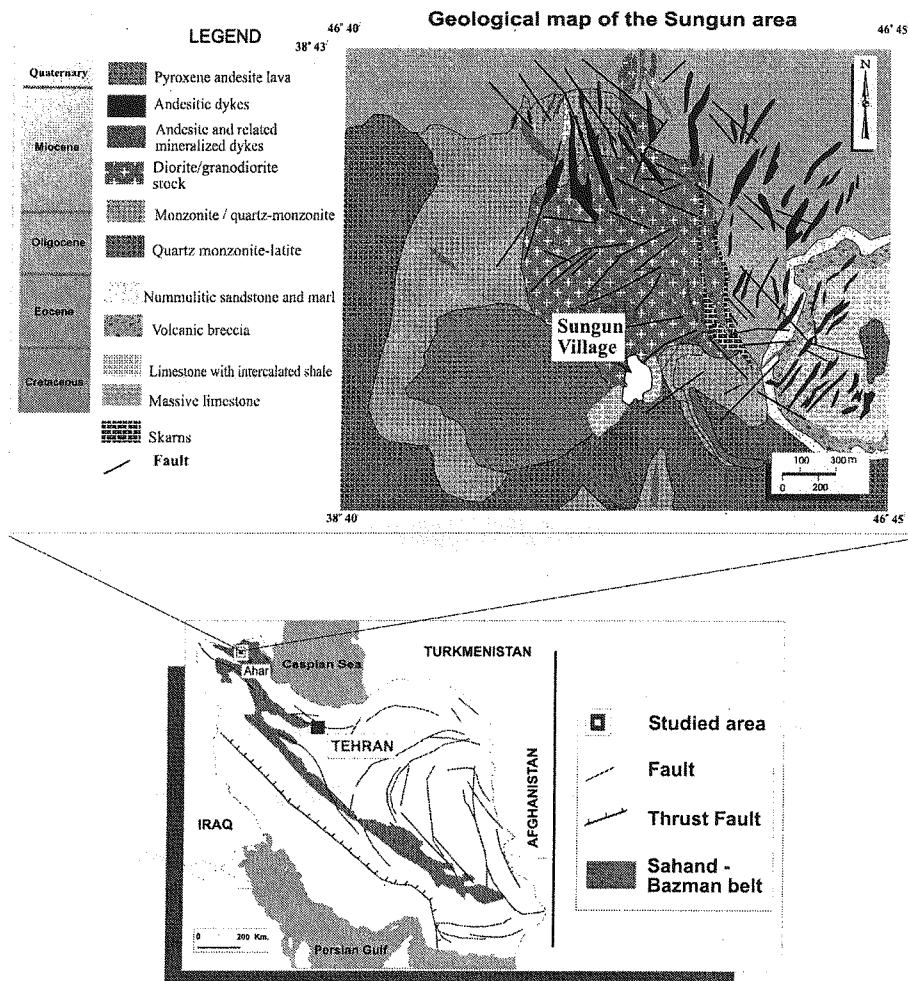 Geological map of the Sungun area
46° 40'
46° 45'
38° 43'
LEGEND
Quaternary
Miocene
Oligocene
Eocene
Cretaceous
Pyroxene andesite lava
Andesitic dykes
Andesite and related
mineralized dykes
Diorite/granodiorite
stock
Monzonite / quartz-monzonite
Quartz monzonite-latite
Nummulitic sandstone and marl
Volcanic breccia
Limestone with intercalated shale
Massive limestone
Skarns
Fault
N
Sungun
Village
100 300 m
0 200
38° 40
46° 45'
Caspian Sea
TURKMENISTAN
Ahar
TEHRAN
AFGHANISTAN
IRAQ
Persian Gulf
0 200 Km.
Studied area
Fault
Thrust Fault
Sahand -
Bazman belt